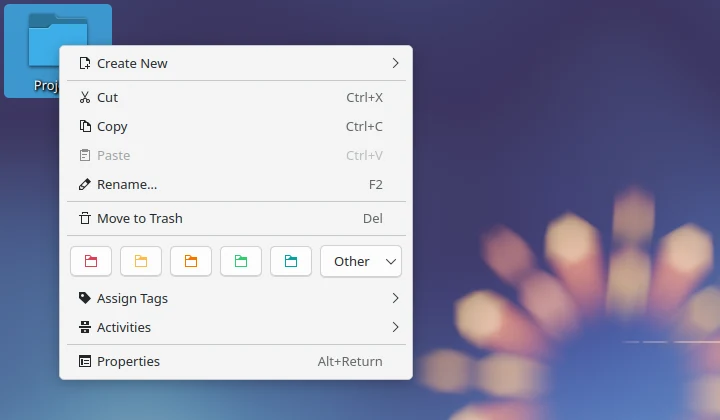 Create New
Cut Ctrl+X
Copy Ctrl+C
Paste Ctrl+V
Rename... F2
Move to Trash Del
Other
Assign Tags
Activities
Properties Alt+Return